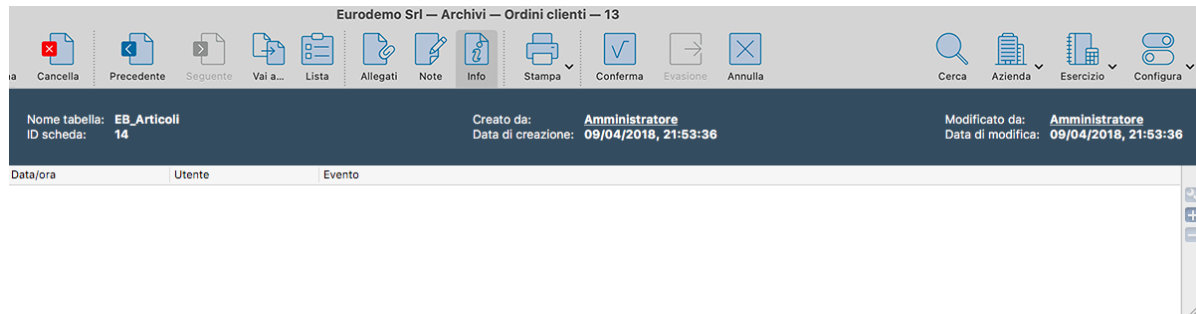 Eurodemo Srl — Archivi — Ordini clienti — 13
Cancella Precedente Seguente Vai a... Lista Allegati Note Info Stampa Conferma Evasione Annulla Cerca Azienda Esercizio Configura
Nome tabella: EB_Articoli Creato da: Amministratore Modificato da: Amministratore
ID scheda: 14 Data di creazione: 09/04/2018, 21:53:36 Data di modifica: 09/04/2018, 21:53:36
Data/ora Utente Evento